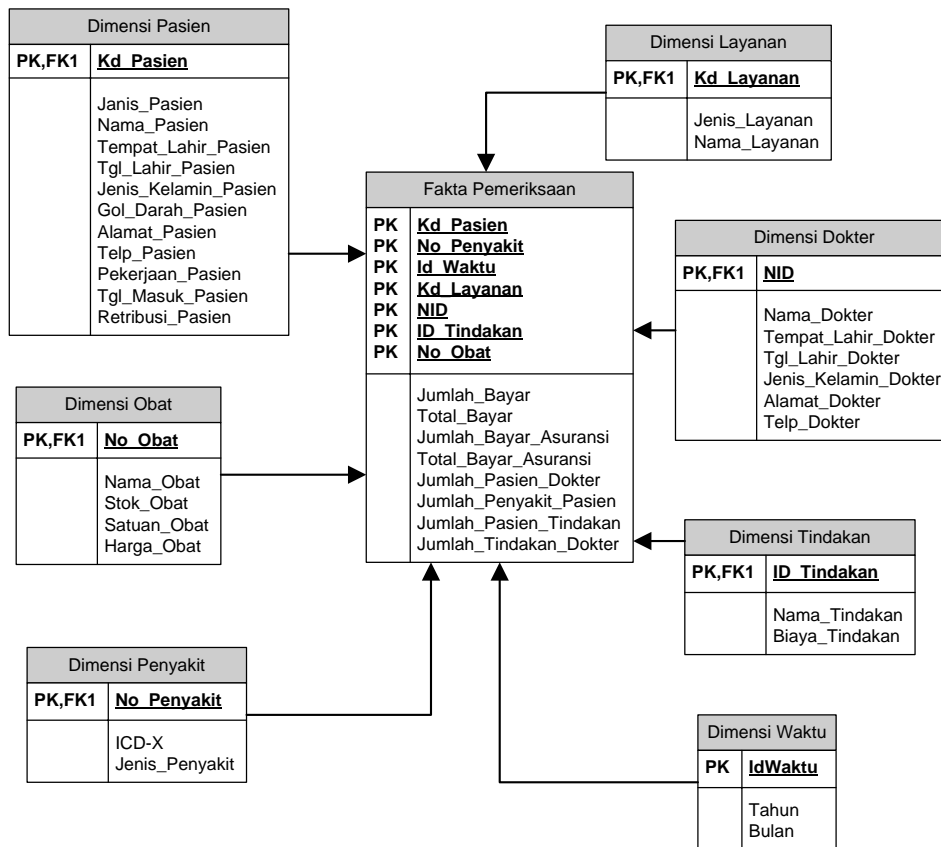 Dimensi Pasien
PK,FK1 Kd_Pasien
Janis_Pasien
Nama_Pasien
Tempat_Lahir_Pasien
Tgl_Lahir_Pasien
Jenis_Kelamin_Pasien
Gol_Darah_Pasien
Alamat_Pasien
Telp_Pasien
Pekerjaan_Pasien
Tgl_Masuk_Pasien
Retribusi_Pasien
Dimensi Layanan
PK,FK1 Kd_Layanan
Jenis_Layanan
Nama_Layanan
Fakta Pemeriksaan
PK Kd_Pasien
PK No_Penyakit
PK Id_Waktu
PK Kd_Layanan
PK NID
PK ID_Tindakan
PK No_Obat
Jumlah_Bayar
Total_Bayar
Jumlah_Bayar_Asuransi
Total_Bayar_Asuransi
Jumlah_Pasien_Dokter
Jumlah_Penyakit_Pasien
Jumlah_Pasien_Tindakan
Jumlah_Tindakan_Dokter
Dimensi Dokter
PK,FK1 NID
Nama_Dokter
Tempat_Lahir_Dokter
Tgl_Lahir_Dokter
Jenis_Kelamin_Dokter
Alamat_Dokter
Telp_Dokter
Dimensi Obat
PK,FK1 No_Obat
Nama_Obat
Stok_Obat
Satuan_Obat
Harga_Obat
Dimensi Tindakan
PK,FK1 ID_Tindakan
Nama_Tindakan
Biaya_Tindakan
Dimensi Penyakit
PK,FK1 No_Penyakit
ICD-X
Jenis_Penyakit
Dimensi Waktu
PK IdWaktu
Tahun
Bulan